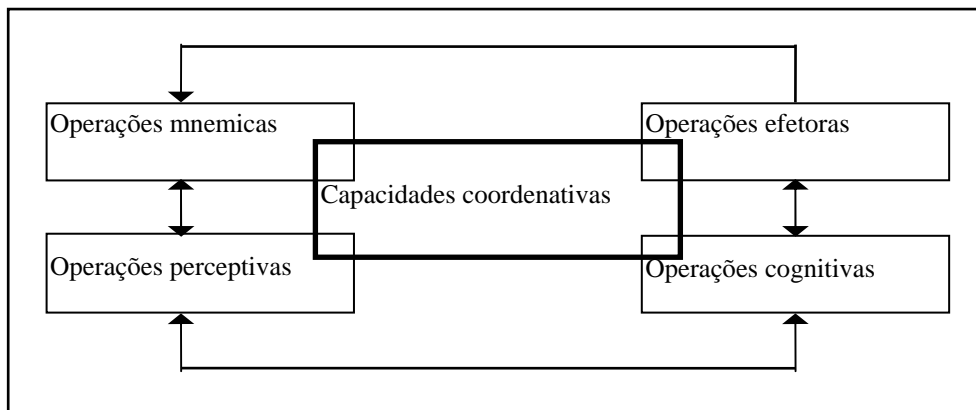 Operações mnemicas
Operações efetoras
Capacidades coordenativas
Operações perceptivas
Operações cognitivas